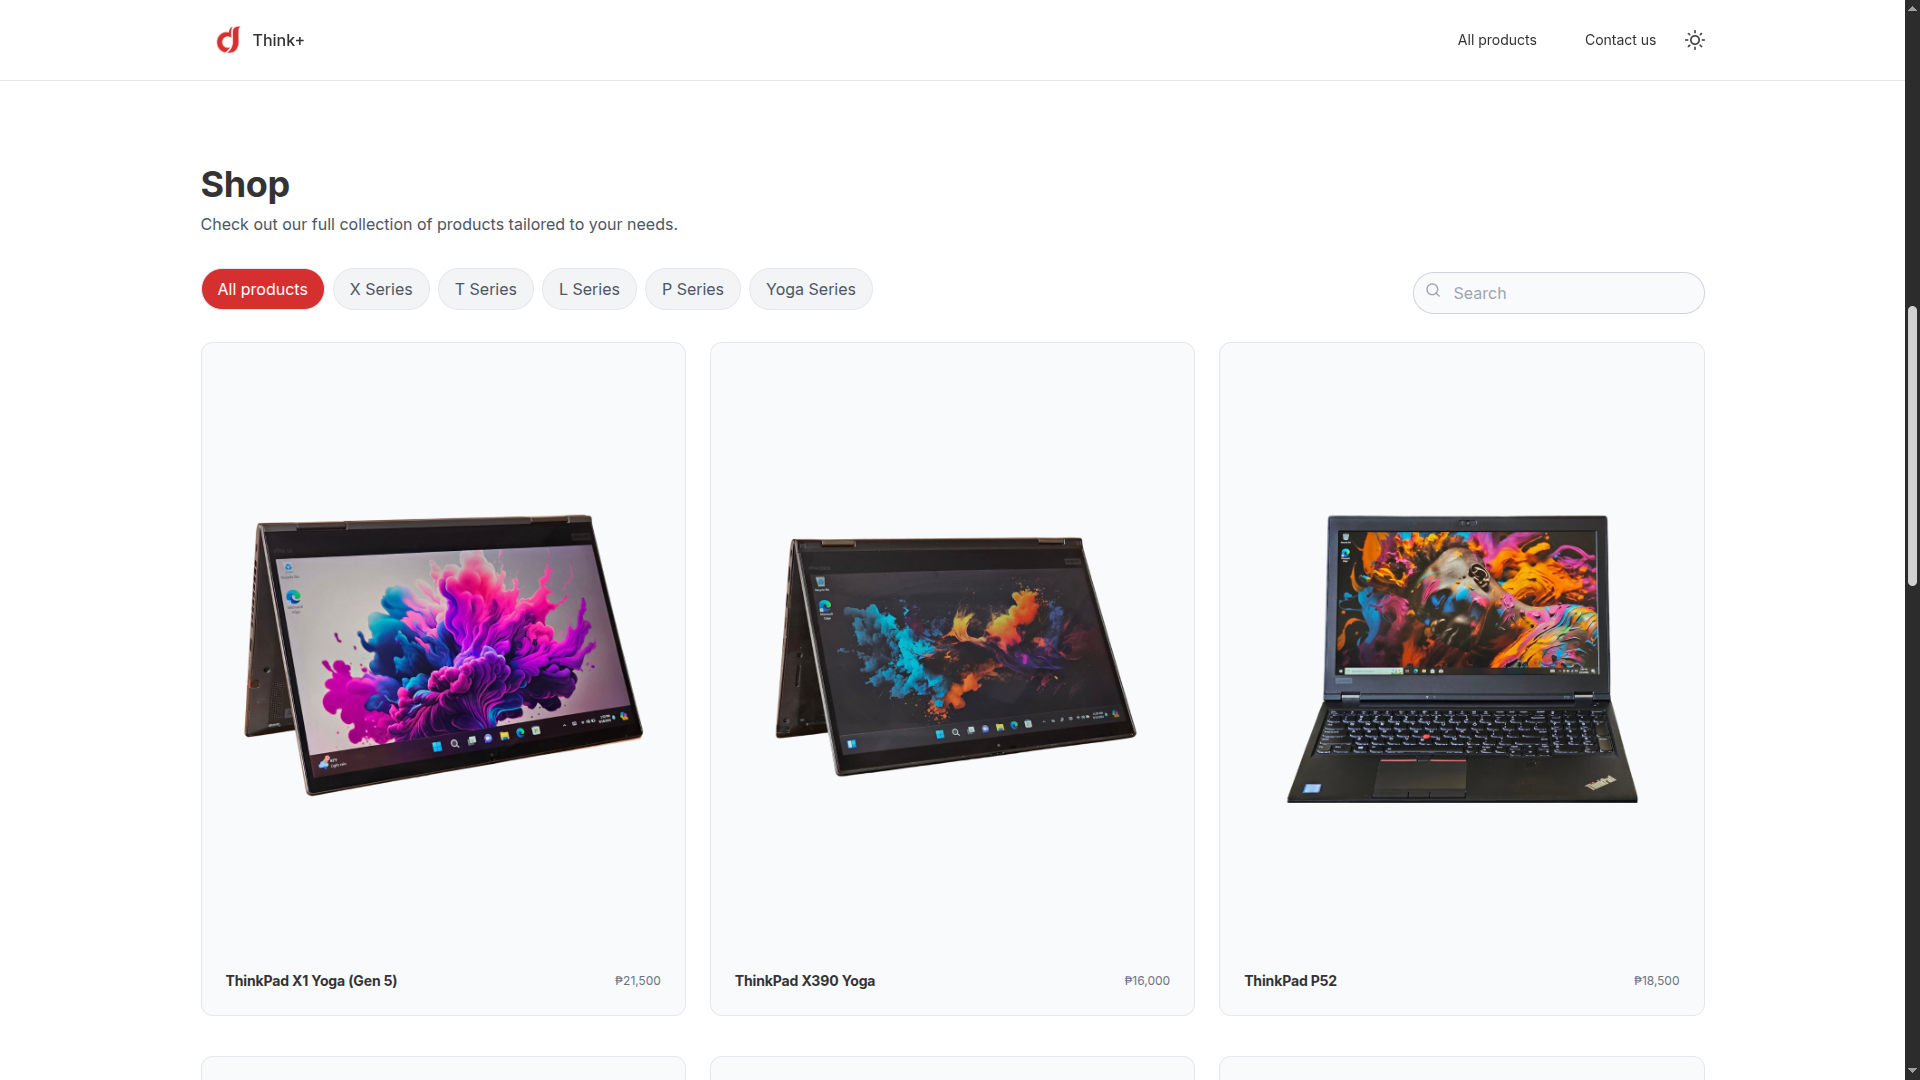 Think+
All products
Contact us
Shop
Check out our full collection of products tailored to your needs.
All products
X Series
T Series
L Series
P Series
Yoga Series
Search
ThinkPad
ThinkPad X1 Yoga (Gen 5)
₱21,500
ThinkPad X390 Yoga
₱16,000
ThinkPad P52
₱18,500